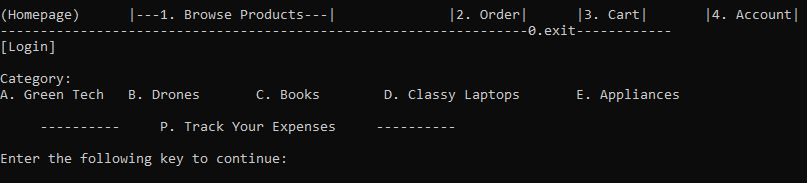 (Homepage) |---1. Browse Products---| |2. Order| |3. Cart| |4. Account|
------------------------------------------------------------------0.exit------------
[Login]
Category:
A. Green Tech B. Drones C. Books D. Classy Laptops E. Appliances
---------- P. Track Your Expenses ----------
Enter the following key to continue: